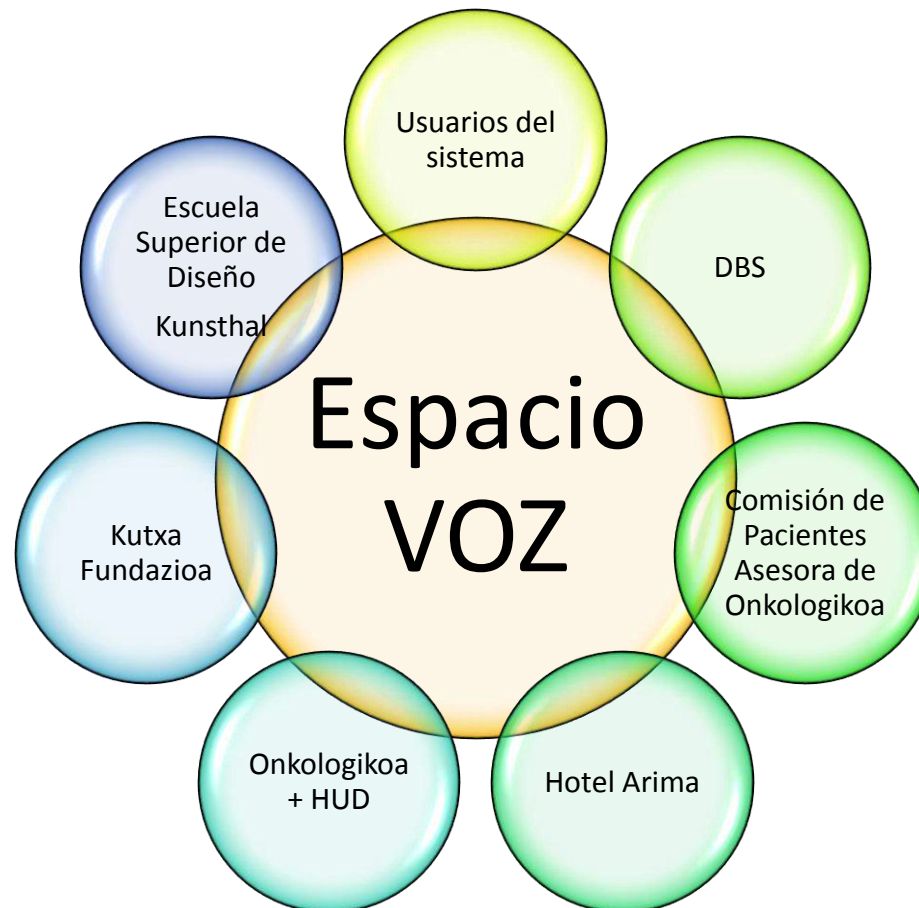 Usuarios del
sistema
DBS
Comisión de
Pacientes
Asesora de
Onkologikoa
Hotel Arima
Onkologikoa
+ HUD
Kutxa
Fundazioa
Escuela
Superior de
Diseño
Kunsthal
Espacio
VOZ